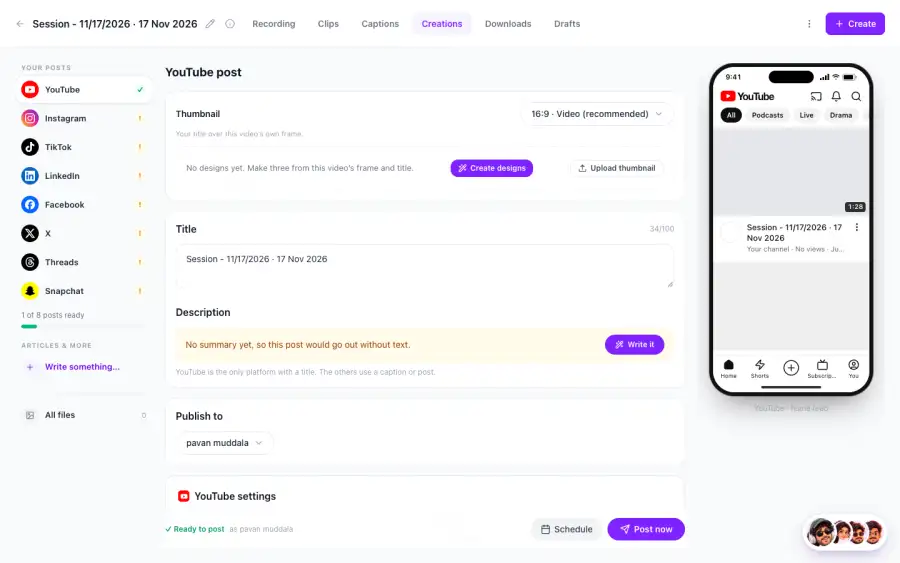 Session - 11/17/2026 · 17 Nov 2026
Recording
Clips
Captions
Creations
Downloads
Drafts
+ Create
YOUR POSTS
YouTube
Instagram
TikTok
LinkedIn
Facebook
X
Threads
Snapchat
1 of 8 posts ready
ARTICLES & MORE
+ Write something...
All files 0
YouTube post
Thumbnail
16:9 · Video (recommended)
Your title over this video's own frame.
No designs yet. Make three from this video's frame and title.
Create designs
Upload thumbnail
Title
34/100
Session - 11/17/2026 · 17 Nov 2026
Description
No summary yet, so this post would go out without text.
Write it
YouTube is the only platform with a title. The others use a caption or post.
Publish to
pavan muddala
YouTube settings
Ready to post as pavan muddala
Schedule
Post now
9:41
YouTube
All
Podcasts
Live
Drama
1:28
Session - 11/17/2026 · 17
Nov 2026
Your channel · No views · Ju...
Home
Shorts
Subscrip...
You